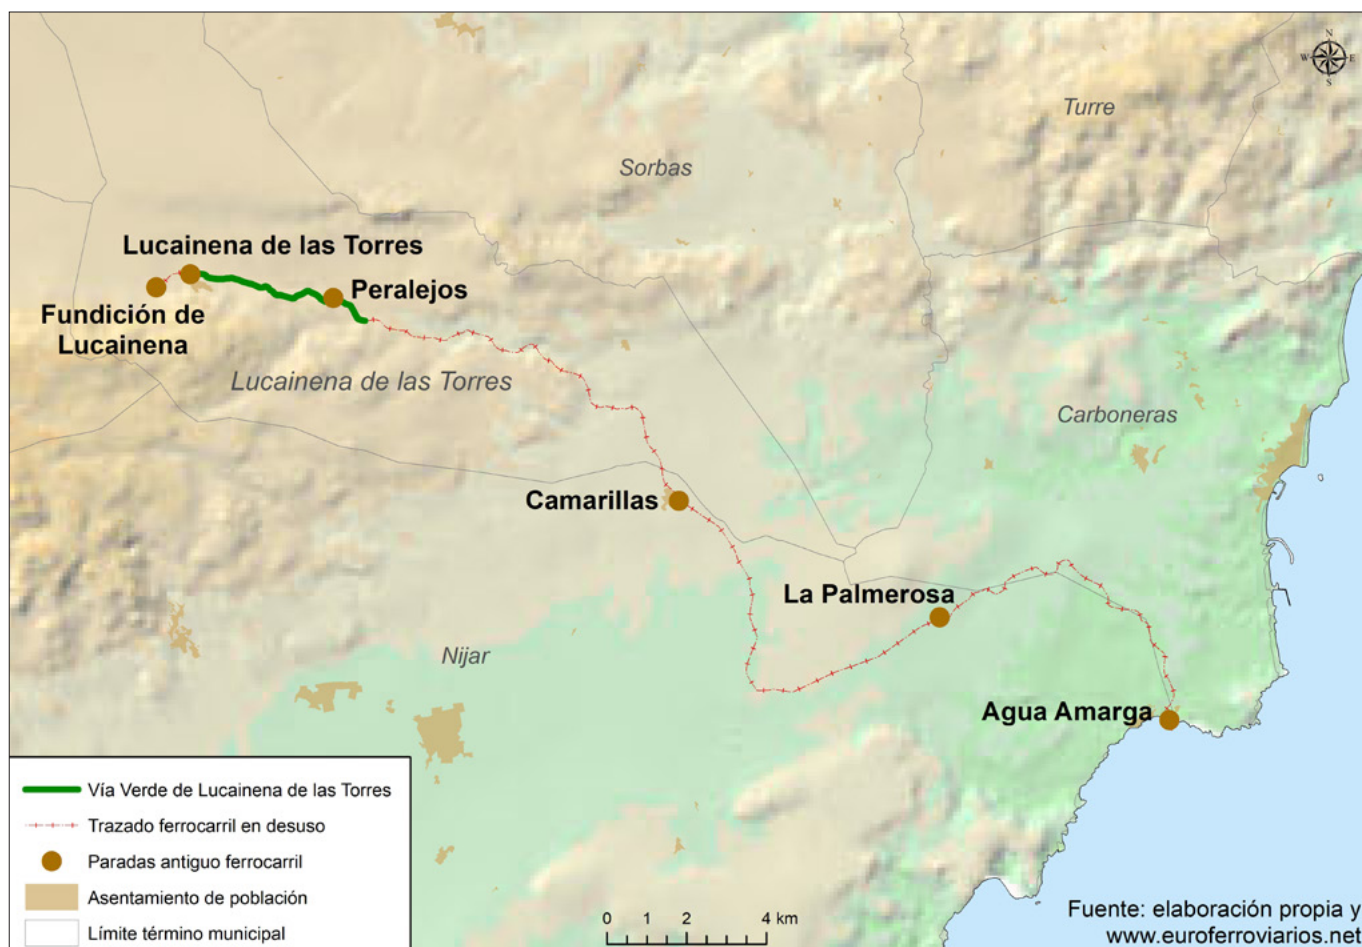 N
W E
S
Turre
Sorbas
Lucainena de las Torres
Peralejos
Fundición de
Lucainena
Lucainena de las Torres
Carboneras
Camarillas
La Palmerosa
Nijar
Agua Amarga
Vía Verde de Lucainena de las Torres
Trazado ferrocarril en desuso
Paradas antiguo ferrocarril
Asentamiento de población
Límite término municipal
0 1 2 4 km
Fuente: elaboración propia y
www.euroferroviarios.net